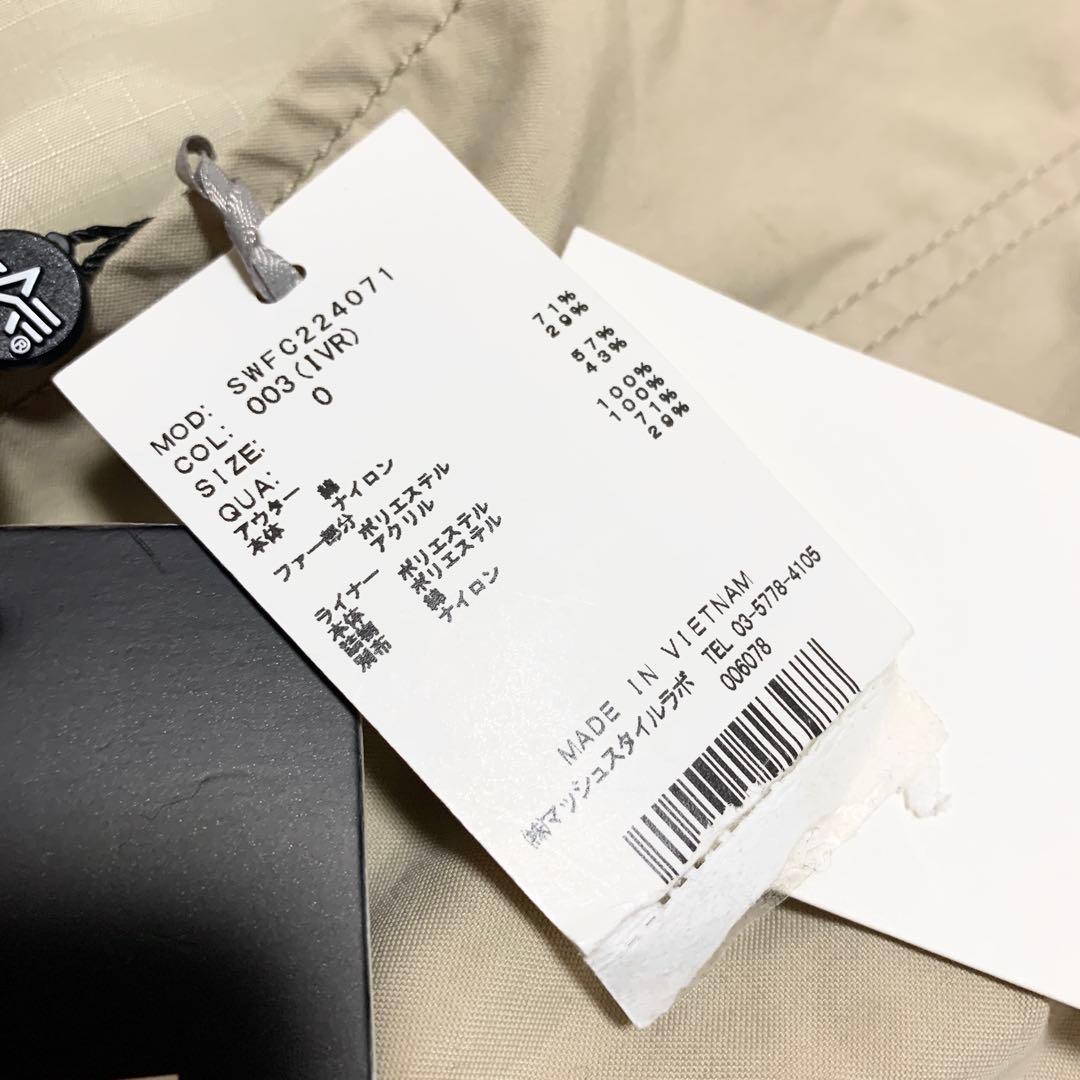 MOD: SWFC224071
COL: 003(IVR)
SIZE: 0
QUA:
アウター
本体 綿 71%
ナイロン 29%
ファー部分 ポリエステル 57%
アクリル 43%
ライナー
本体 ポリエステル 100%
詰物 ポリエステル 100%
別布 綿 71%
ナイロン 29%
MADE IN VIETNAM
㈱マッシュスタイルラボ TEL 03-5778-4105
006078
®